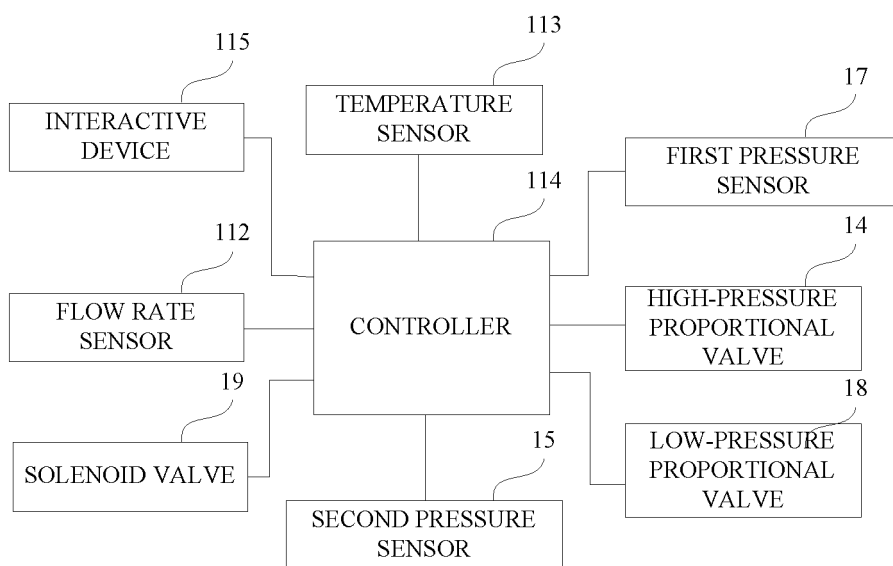 115
INTERACTIVE
DEVICE
113
TEMPERATURE
SENSOR
17
FIRST PRESSURE
SENSOR
112
FLOW RATE
SENSOR
114
CONTROLLER
14
HIGH-PRESSURE
PROPORTIONAL
VALVE
19
SOLENOID VALVE
15
SECOND PRESSURE
SENSOR
18
LOW-PRESSURE
PROPORTIONAL
VALVE